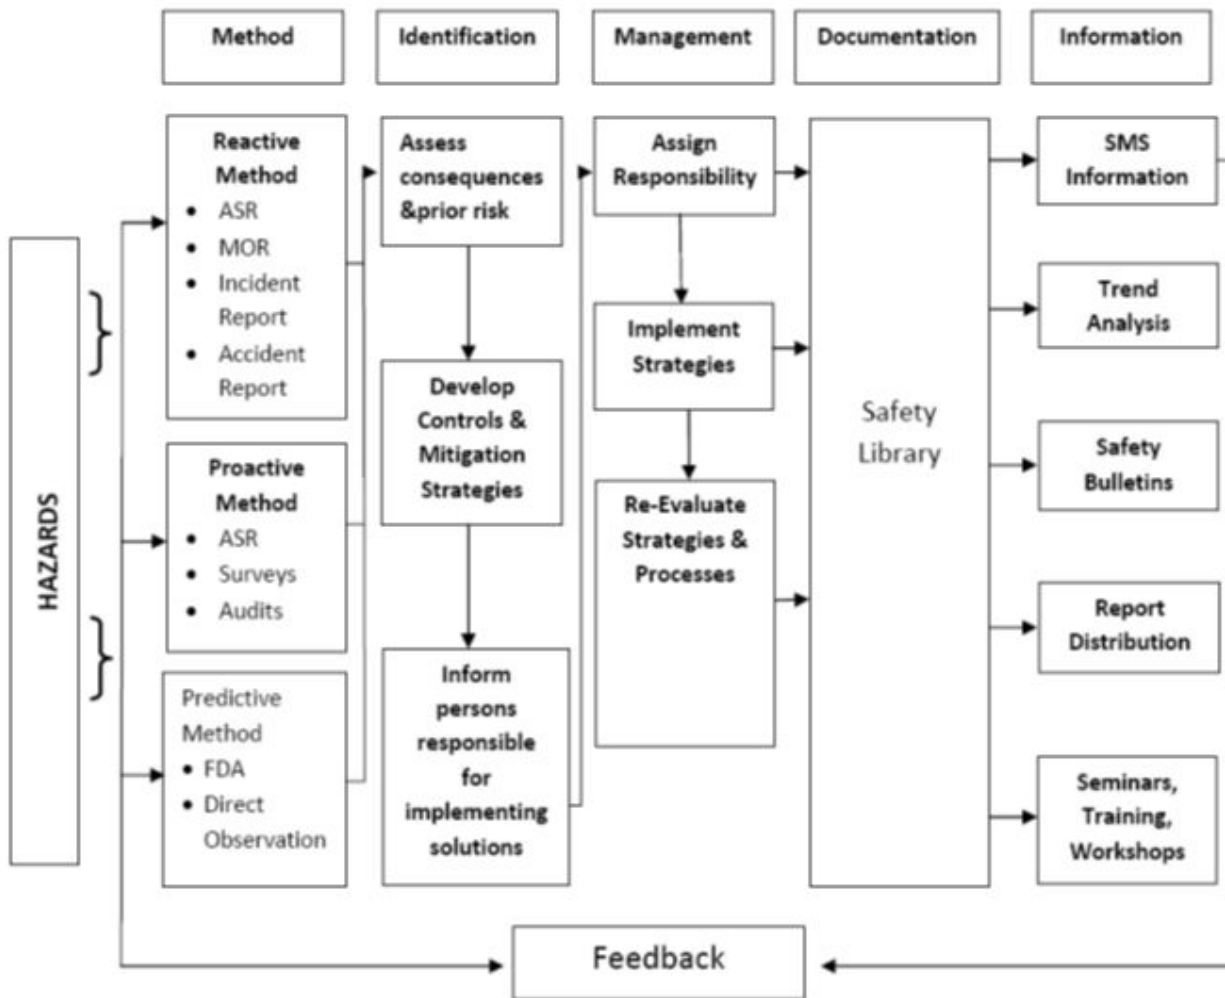 Method
Identification
Management
Documentation
Information
HAZARDS
Reactive
Method
• ASR
• MOR
• Incident
Report
• Accident
Report
Proactive
Method
• ASR
• Surveys
• Audits
Predictive
Method
• FDA
• Direct
Observation
Assess
consequences
&prior risk
Develop
Controls &
Mitigation
Strategies
Inform
persons
responsible
for
implementing
solutions
Assign
Responsibility
Implement
Strategies
Re-Evaluate
Strategies &
Processes
Safety
Library
SMS
Information
Trend
Analysis
Safety
Bulletins
Report
Distribution
Seminars,
Training,
Workshops
Feedback